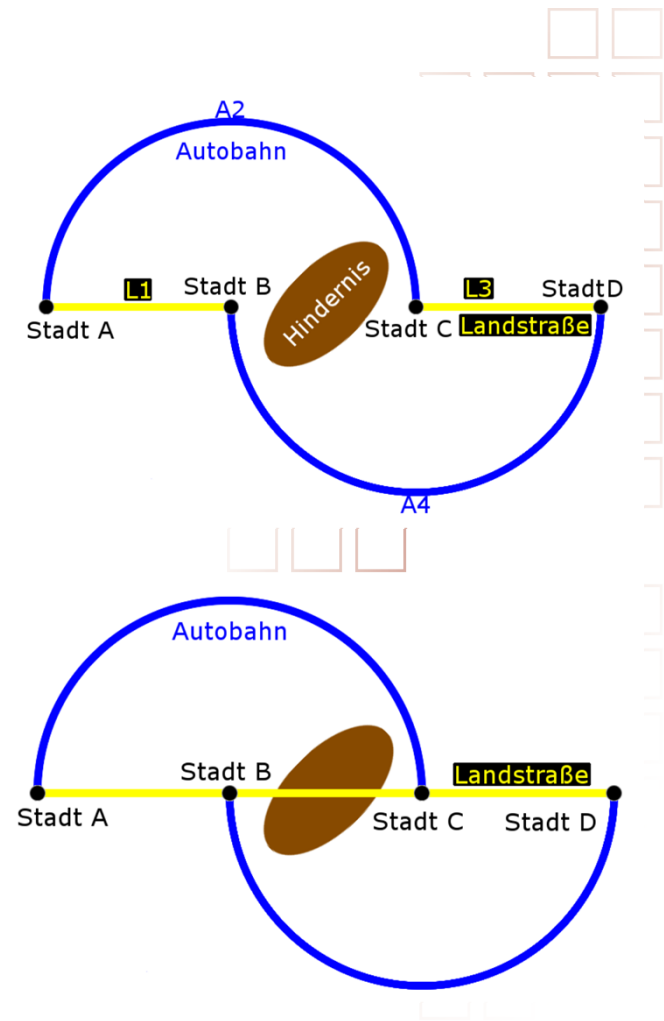 A2
Autobahn
L1
Stadt B
Hindernis
L3
StadtD
Stadt A
Stadt C
Landstraße
A4
Autobahn
Stadt B
Landstraße
Stadt A
Stadt C
Stadt D